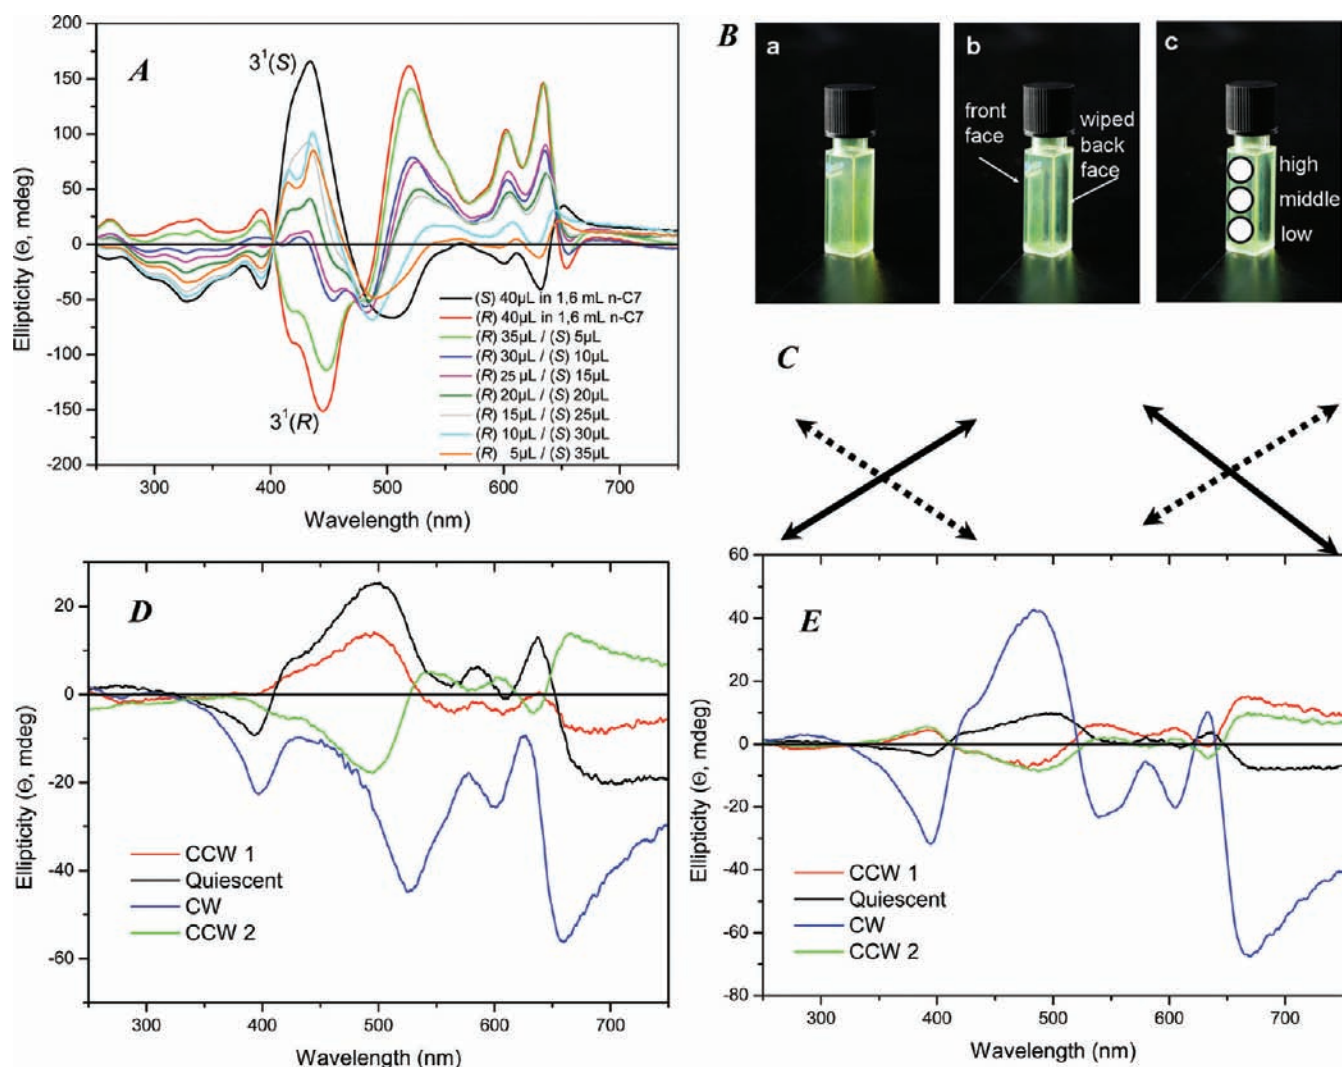 A
200
150
100
50
0
-50
-100
-150
-200
300
400
500
600
700
Ellipticity (Θ, mdeg)
Wavelength (nm)
3¹(S)
3¹(R)
(S) 40µL in 1,6 mL n-C7
(R) 40µL in 1,6 mL n-C7
(R) 35µL / (S) 5µL
(R) 30µL / (S) 10µL
(R) 25 µL / (S) 15µL
(R) 20µL / (S) 20µL
(R) 15µL / (S) 25µL
(R) 10µL / (S) 30µL
(R) 5µL / (S) 35µL
B
a
b
front
face
wiped
back
face
c
high
middle
low
C
D
20
0
-20
-40
-60
300
400
500
600
700
Ellipticity (Θ, mdeg)
Wavelength (nm)
CCW 1
Quiescent
CW
CCW 2
E
60
40
20
0
-20
-40
-60
-80
300
400
500
600
700
Ellipticity (Θ, mdeg)
Wavelength (nm)
CCW 1
Quiescent
CW
CCW 2